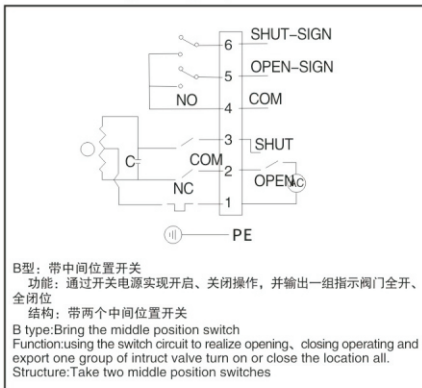 6 SHUT-SIGN
5 OPEN-SIGN
NO 4 COM
3 SHUT
C COM 2 OPEN AC
NC 1
PE
B型：带中间位置开关
功能：通过开关电源实现开启、关闭操作，并输出一组指示阀门全开、
全闭位
结构：带两个中间位置开关
B type:Bring the middle position switch
Function:using the switch circuit to realize opening、closing operating and
export one group of intruct valve turn on or close the location all.
Structure:Take two middle position switches